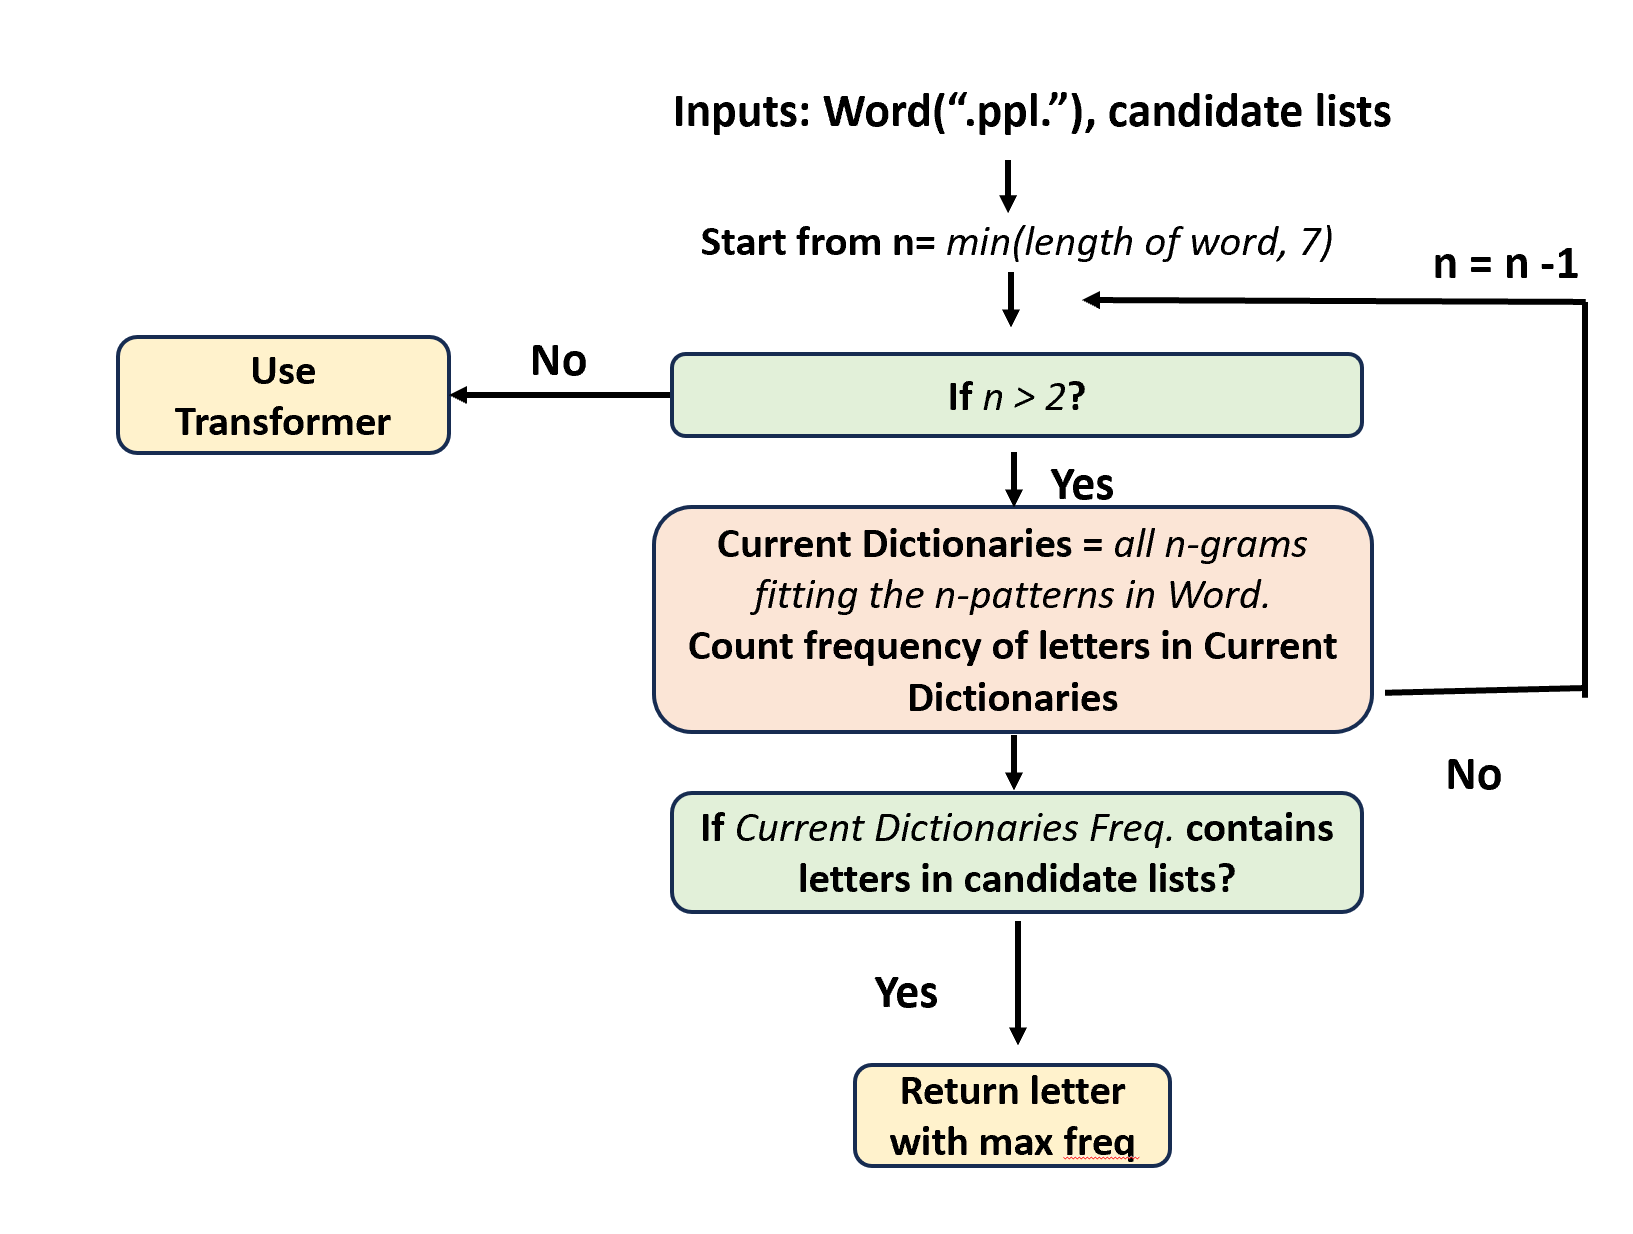 Inputs: Word(“.ppl.”), candidate lists
Start from n= min(length of word, 7)
n = n -1
Use
Transformer
No
If n > 2?
Yes
Current Dictionaries = all n-grams
fitting the n-patterns in Word.
Count frequency of letters in Current
Dictionaries
No
If Current Dictionaries Freq. contains
letters in candidate lists?
Yes
Return letter
with max freq